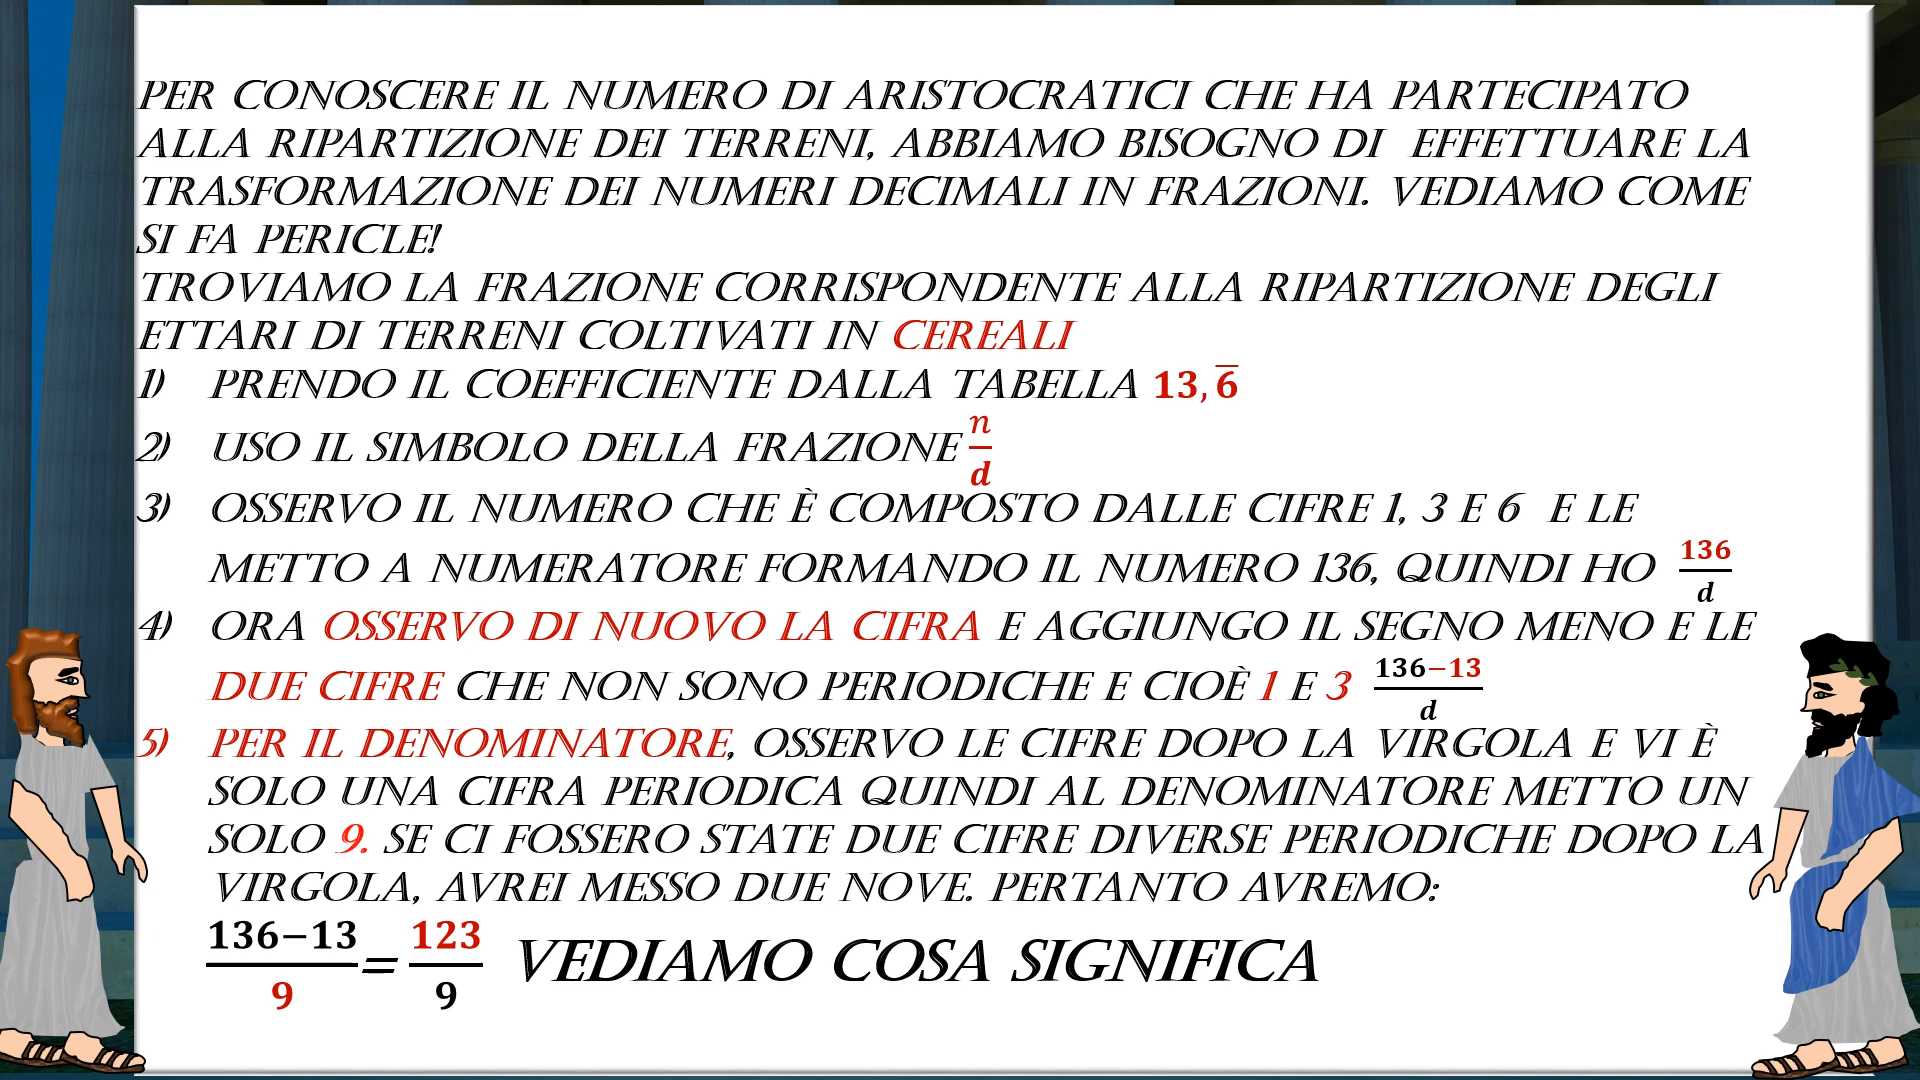 PER CONOSCERE IL NUMERO DI ARISTOCRATICI CHE HA PARTECIPATO
ALLA RIPARTIZIONE DEI TERRENI, ABBIAMO BISOGNO DI EFFETTUARE LA
TRASFORMAZIONE DEI NUMERI DECIMALI IN FRAZIONI. VEDIAMO COME
SI FA PERICLE!
TROVIAMO LA FRAZIONE CORRISPONDENTE ALLA RIPARTIZIONE DEGLI
ETTARI DI TERRENI COLTIVATI IN CEREALI
1) PRENDO IL COEFFICIENTE DALLA TABELLA 13,6̅
2) USO IL SIMBOLO DELLA FRAZIONE n/d
3) OSSERVO IL NUMERO CHE È COMPOSTO DALLE CIFRE 1, 3 E 6 E LE
METTO A NUMERATORE FORMANDO IL NUMERO 136, QUINDI HO 136/d
4) ORA OSSERVO DI NUOVO LA CIFRA E AGGIUNGO IL SEGNO MENO E LE
DUE CIFRE CHE NON SONO PERIODICHE E CIOÈ 1 E 3 136−13/d
5) PER IL DENOMINATORE, OSSERVO LE CIFRE DOPO LA VIRGOLA E VI È
SOLO UNA CIFRA PERIODICA QUINDI AL DENOMINATORE METTO UN
SOLO 9. SE CI FOSSERO STATE DUE CIFRE DIVERSE PERIODICHE DOPO LA
VIRGOLA, AVREI MESSO DUE NOVE. PERTANTO AVREMO:
136−13/9 = 123/9 VEDIAMO COSA SIGNIFICA